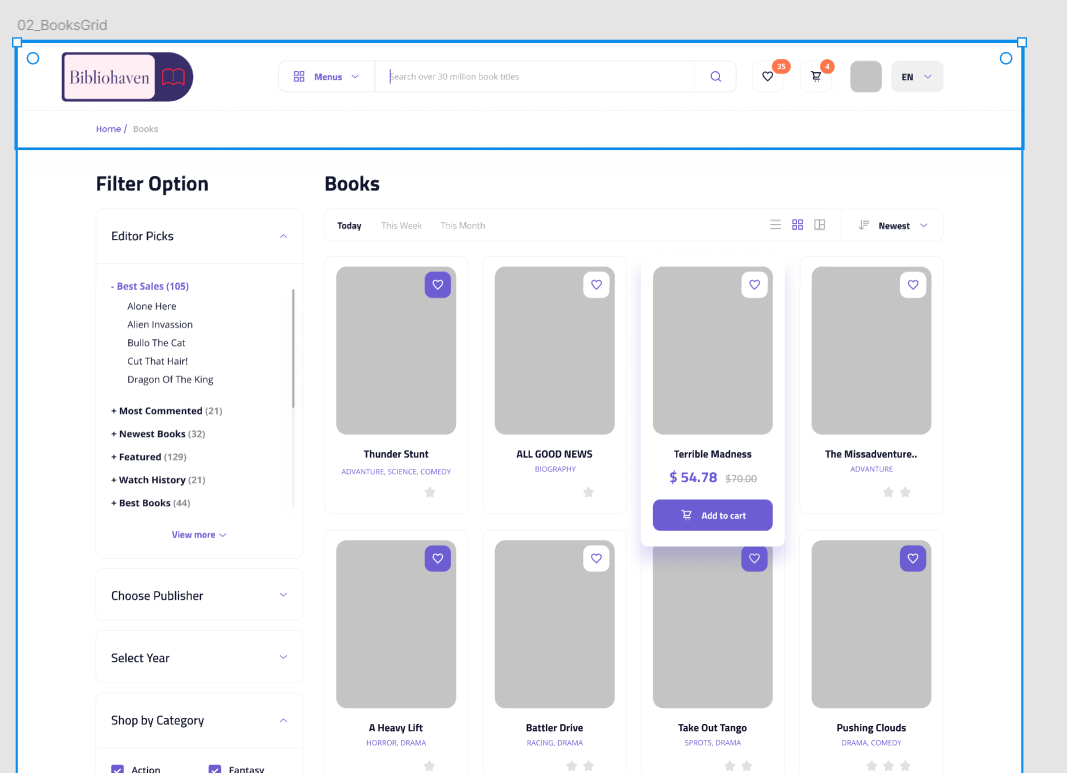 02_BooksGrid
Bibliohaven
Menus
Search over 30 million book titles
35
4
EN
Home / Books
Filter Option
Editor Picks
- Best Sales (105)
Alone Here
Alien Invassion
Bullo The Cat
Cut That Hair!
Dragon Of The King
+ Most Commented (21)
+ Newest Books (32)
+ Featured (129)
+ Watch History (21)
+ Best Books (44)
View more
Choose Publisher
Select Year
Shop by Category
Action Fantasy
Books
Today This Week This Month
Newest
Thunder Stunt
ADVANTURE, SCIENCE, COMEDY
ALL GOOD NEWS
BIOGRAPHY
Terrible Madness
$ 54.78 $70.00
Add to cart
The Missadventure..
ADVANTURE
A Heavy Lift
HORROR, DRAMA
Battler Drive
RACING, DRAMA
Take Out Tango
SPROTS, DRAMA
Pushing Clouds
DRAMA, COMEDY